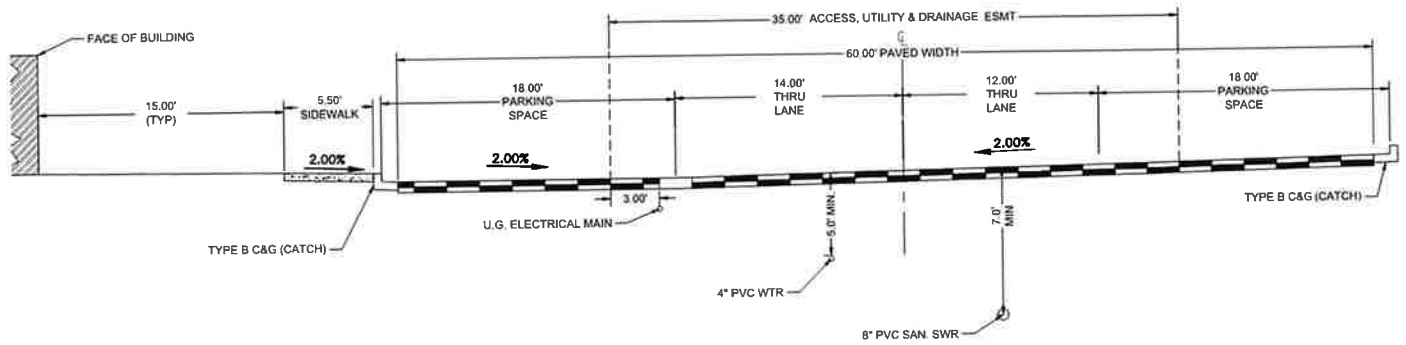 35.00' ACCESS, UTILITY & DRAINAGE ESMT
FACE OF BUILDING
60.00' PAVED WIDTH
15.00'
(TYP)
5.50'
SIDEWALK
18.00'
PARKING
SPACE
14.00'
THRU
LANE
12.00'
THRU
LANE
18.00'
PARKING
SPACE
2.00%
2.00%
2.00%
3.00'
U.G. ELECTRICAL MAIN
5.0' MIN.
7.0'
MIN
TYPE B C&G (CATCH)
TYPE B C&G (CATCH)
4" PVC WTR
8" PVC SAN. SWR